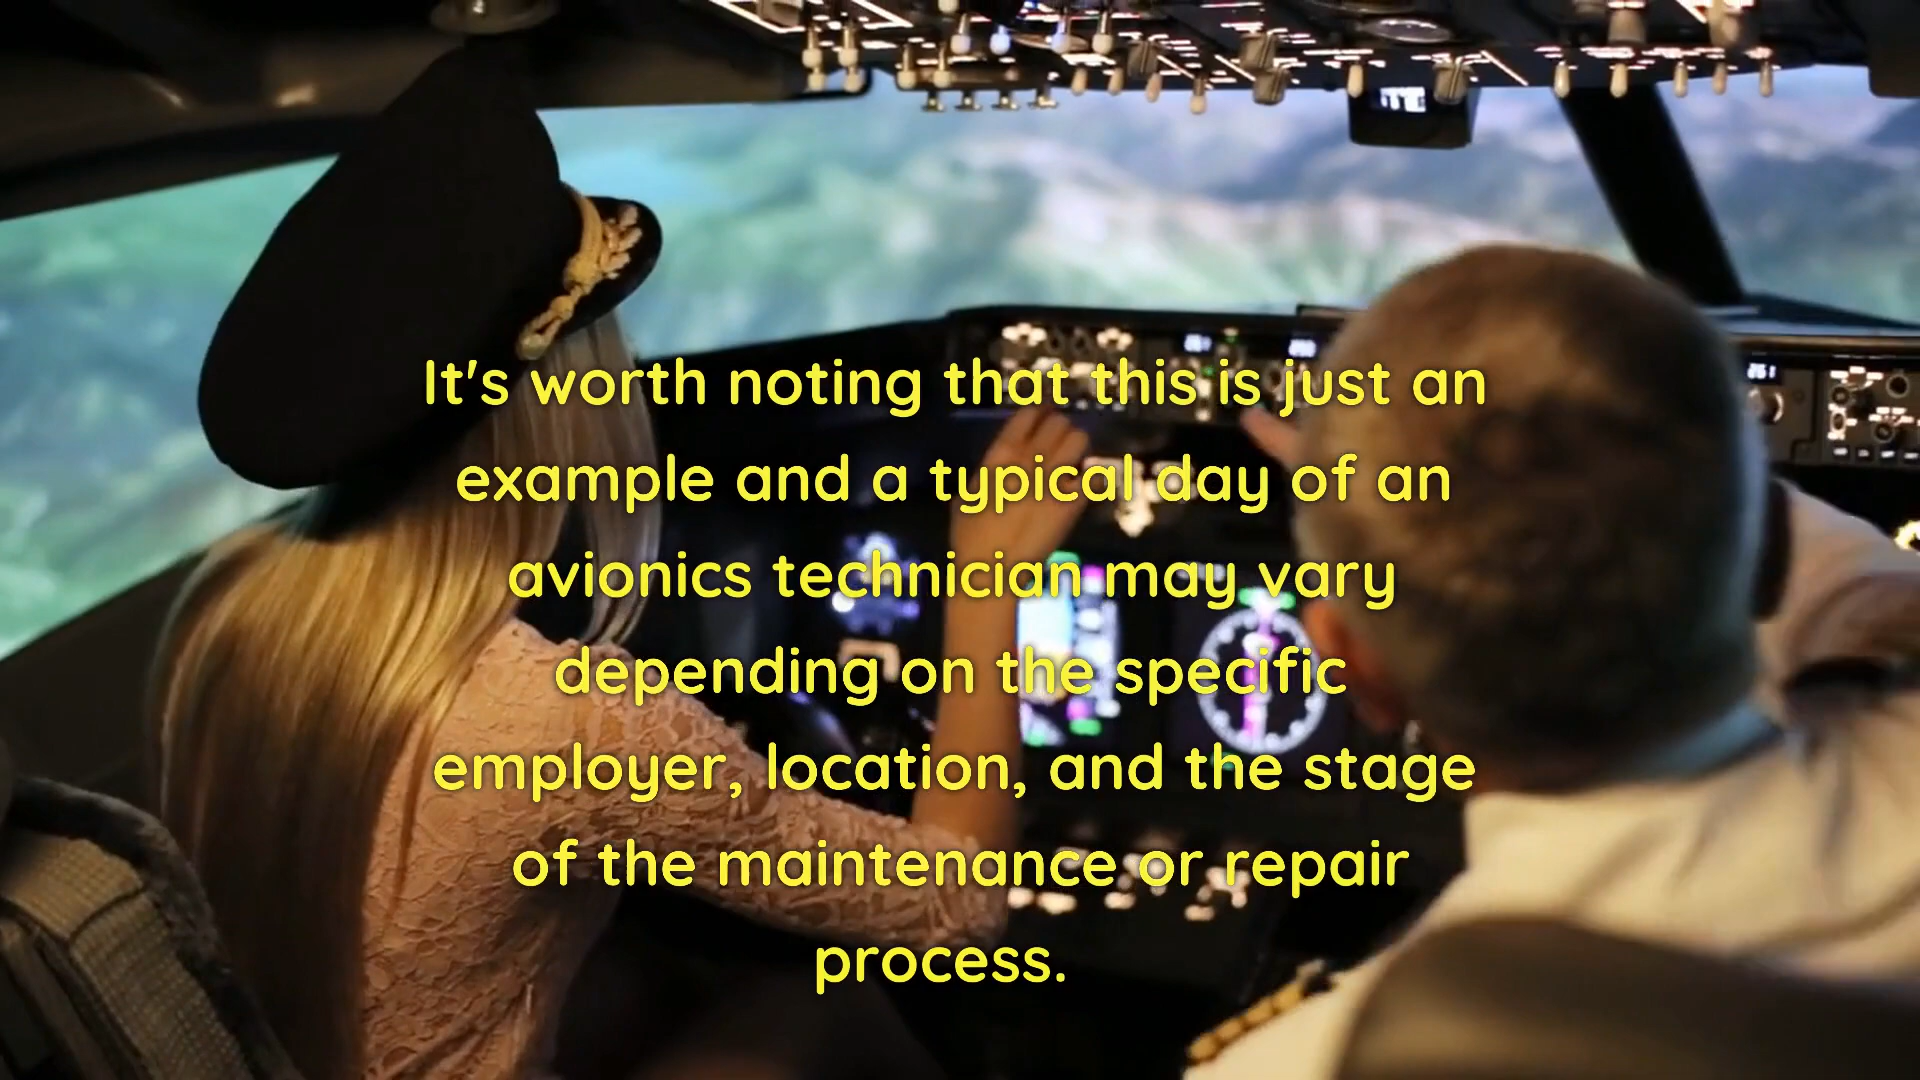 It's worth noting that this is just an
example and a typical day of an
avionics technician may vary
depending on the specific
employer, location, and the stage
of the maintenance or repair
process.